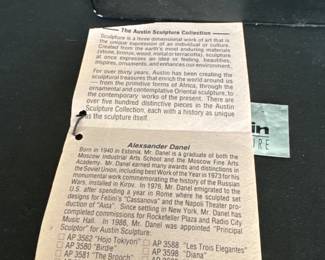 The Austin Sculpture Collection
Sculpture is a three dimensional work of art that is
the unique expression of an individual or culture.
Created from the earth's most enduring materials
(stone, bronze, wood, metal or terracotta), sculpture
at once expresses an idea or feeling, beautifies,
inspires, ornaments, and enhances our environment.
For over thirty years, Austin has been creating the
sculptural treasures that enrich the world around us
— from the primitive forms of Africa, through the
ornamental and contemplative Oriental sculpture, to
the contemporary works of the present. There are
over five hundred distinctive pieces in the Austin
Sculpture Collection, each with a history as unique
as the sculpture itself.
Alexsander Danel
Born in 1940 in Estonia, Mr. Danel is a graduate of both the
Moscow Industrial Arts School and the Moscow Fine Arts
Academy. Mr. Danel earned many awards and distinctions in
the Soviet Union, including Best Work of the Year in 1973 for his
monumental work commemorating the history of the Russian
Wars, in Kirov. In 1976, Mr. Danel emigrated to the
U.S. after spending a year in Rome where he sculpted set
designs for Fellini's "Casanova" and the Napoli Theater pro-
duction of "Aida". Since settling in New York, Mr. Danel has
completed commissions for Rockefeller Plaza and Radio City
Music Hall. In 1986, Mr. Danel was appointed "Principal
Sculptor" for Austin Sculpture:
AP 3562 "Hojo Tokiyori"
AP 3580 "Birdie"
AP 3581 "The Brooch"
AP 3588 "Les Trois Elegantes"
AP 3598 "Diana"
in
URE